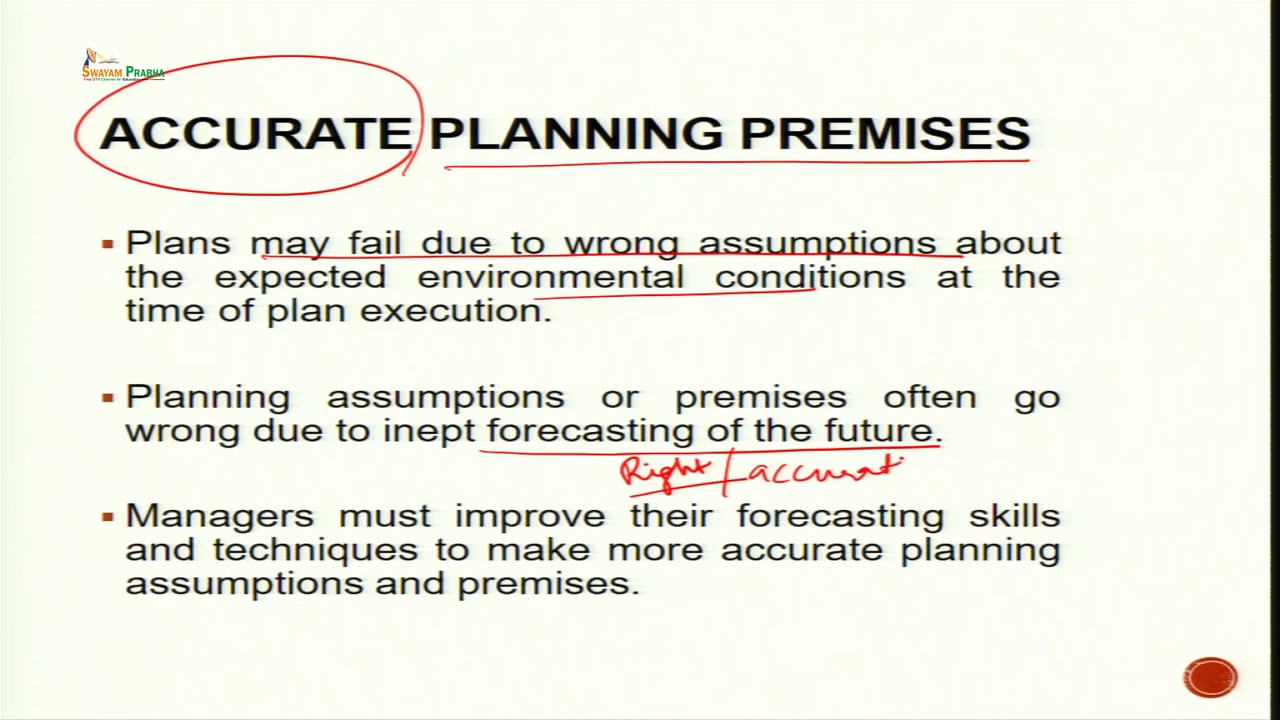 SWAYAM PRABHA
ACCURATE PLANNING PREMISES
Plans may fail due to wrong assumptions about
the expected environmental conditions at the
time of plan execution.
Planning assumptions or premises often go
wrong due to inept forecasting of the future.
Right/accurat
Managers must improve their forecasting skills
and techniques to make more accurate planning
assumptions and premises.